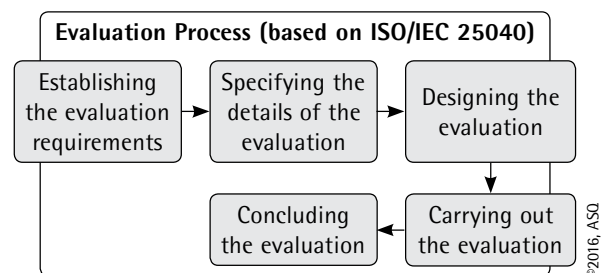 Evaluation Process (based on ISO/IEC 25040)
Establishing
the evaluation
requirements
Specifying the
details of the
evaluation
Designing the
evaluation
Carrying out
the evaluation
Concluding
the evaluation
©2016, ASQ